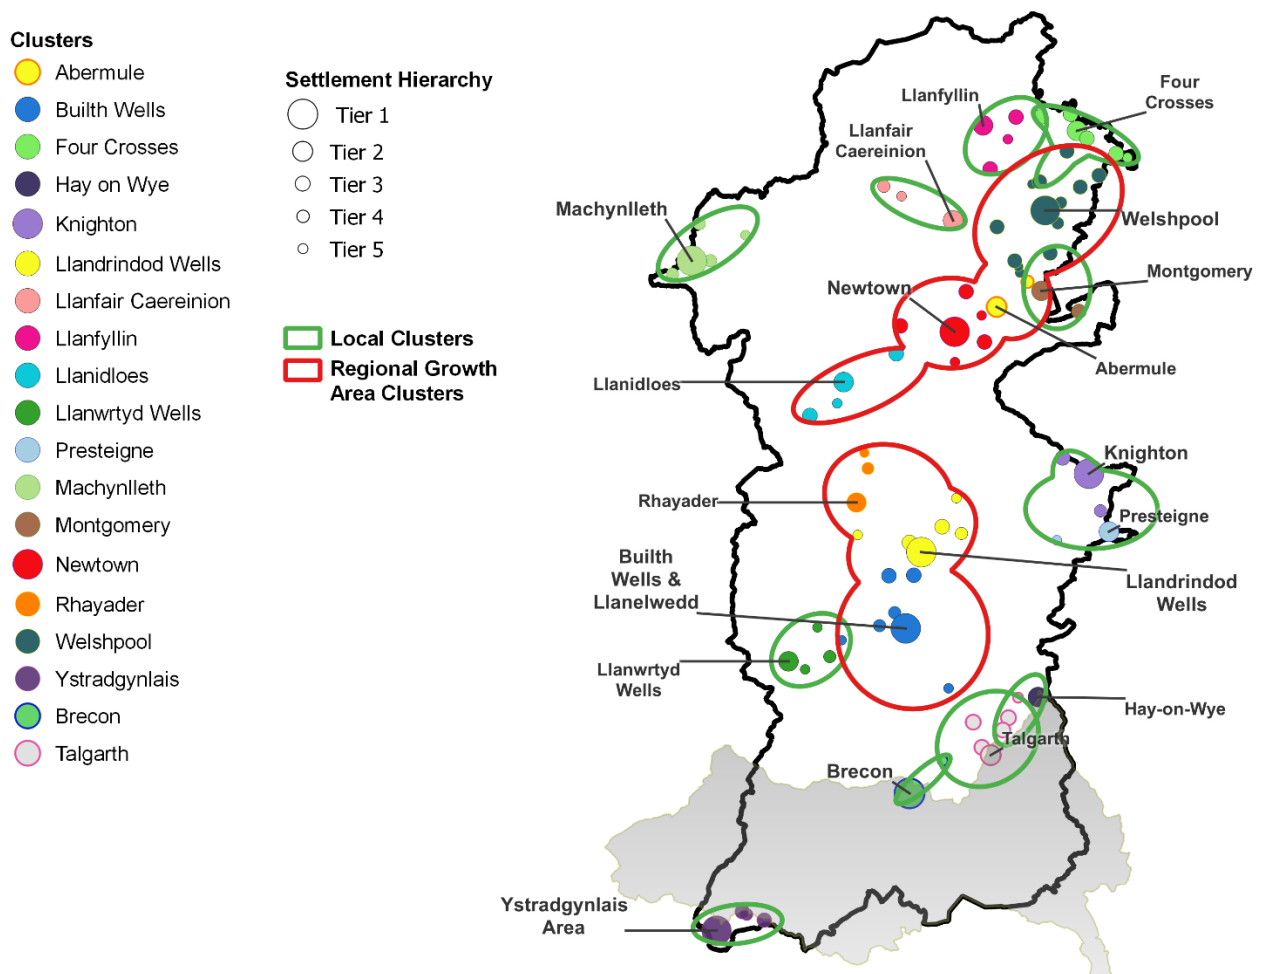 Clusters
Abermule
Builth Wells
Four Crosses
Hay on Wye
Knighton
Llandrindod Wells
Llanfair Caereinion
Llanfyllin
Llanidloes
Llanwrtyd Wells
Presteigne
Machynlleth
Montgomery
Newtown
Rhayader
Welshpool
Ystradgynlais
Brecon
Talgarth
Settlement Hierarchy
Tier 1
Tier 2
Tier 3
Tier 4
Tier 5
Local Clusters
Regional Growth
Area Clusters
Four
Crosses
Llanfyllin
Llanfair
Caereinion
Machynlleth
Welshpool
Montgomery
Newtown
Abermule
Llanidloes
Knighton
Rhayader
Presteigne
Builth
Wells &
Llanelwedd
Llandrindod
Wells
Llanwrtyd
Wells
Hay-on-Wye
Talgarth
Brecon
Ystradgynlais
Area